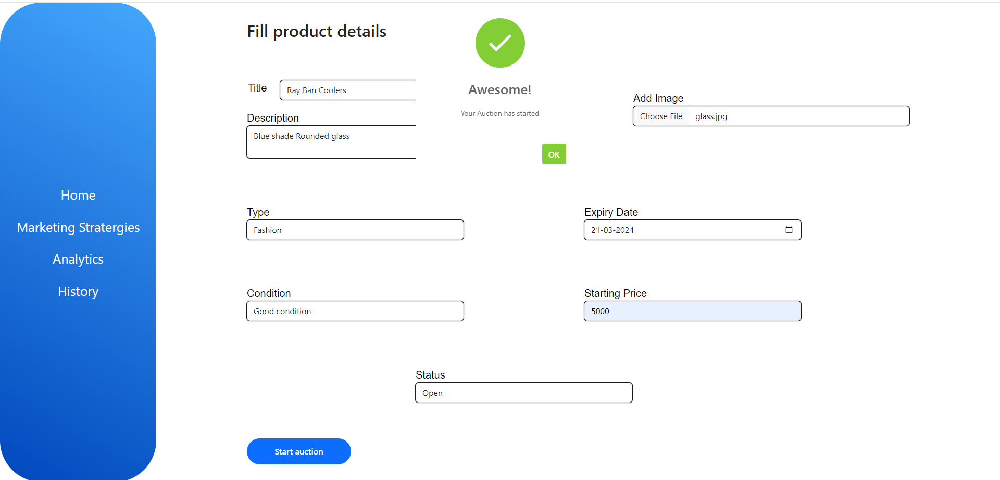 Home
Marketing Stratergies
Analytics
History
Fill product details
Title
Ray Ban Coolers
Description
Blue shade Rounded glass
Awesome!
Your Auction has started
OK
Add Image
Choose File glass.jpg
Type
Fashion
Expiry Date
21-03-2024
Condition
Good condition
Starting Price
5000
Status
Open
Start auction